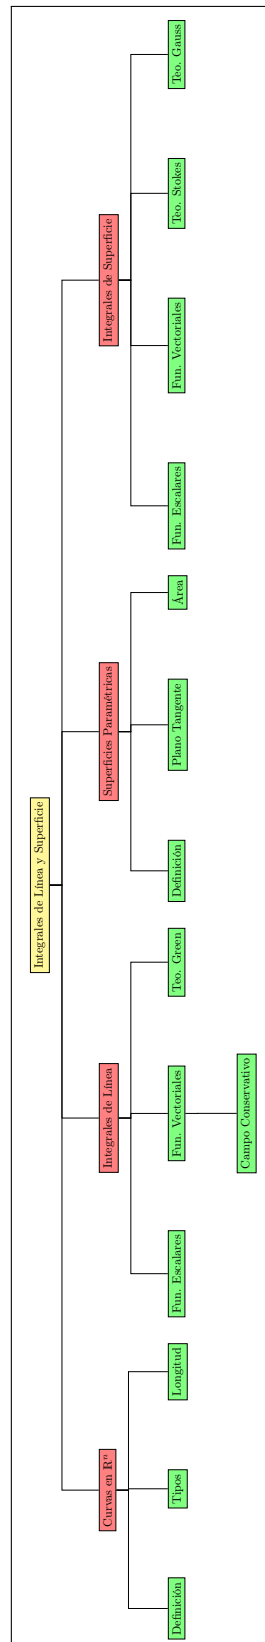 Integrales de Línea y Superficie
Curvas en Rⁿ
Integrales de Línea
Superficies Paramétricas
Integrales de Superficie
Definición
Tipos
Longitud
Fun. Escalares
Fun. Vectoriales
Teo. Green
Definición
Plano Tangente
Área
Fun. Escalares
Fun. Vectoriales
Teo. Stokes
Teo. Gauss
Campo Conservativo